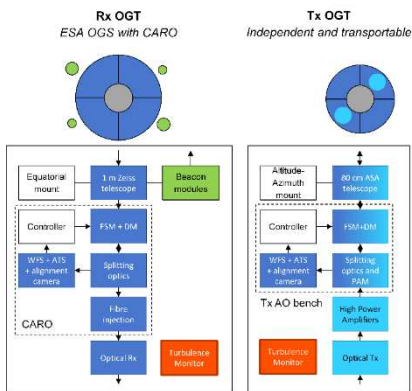 Rx OGT
ESA OGS with CARO
Equatorial
mount
1 m Zeiss
telescope
Beacon
modules
Controller
FSM + DM
WFS + ATS
+ alignment
camera
Splitting
optics
CARO
Fibre
injection
Optical Rx
Turbulence
Monitor
Tx OGT
Independent and transportable
Altitude-
Azimuth mount
80 cm ASA
telescope
Controller
FSM+DM
WFS + ATS
+ alignment
camera
Splitting
optics and
PAM
Tx AO bench
High Power
Amplifiers
Turbulence
Monitor
Optical Tx